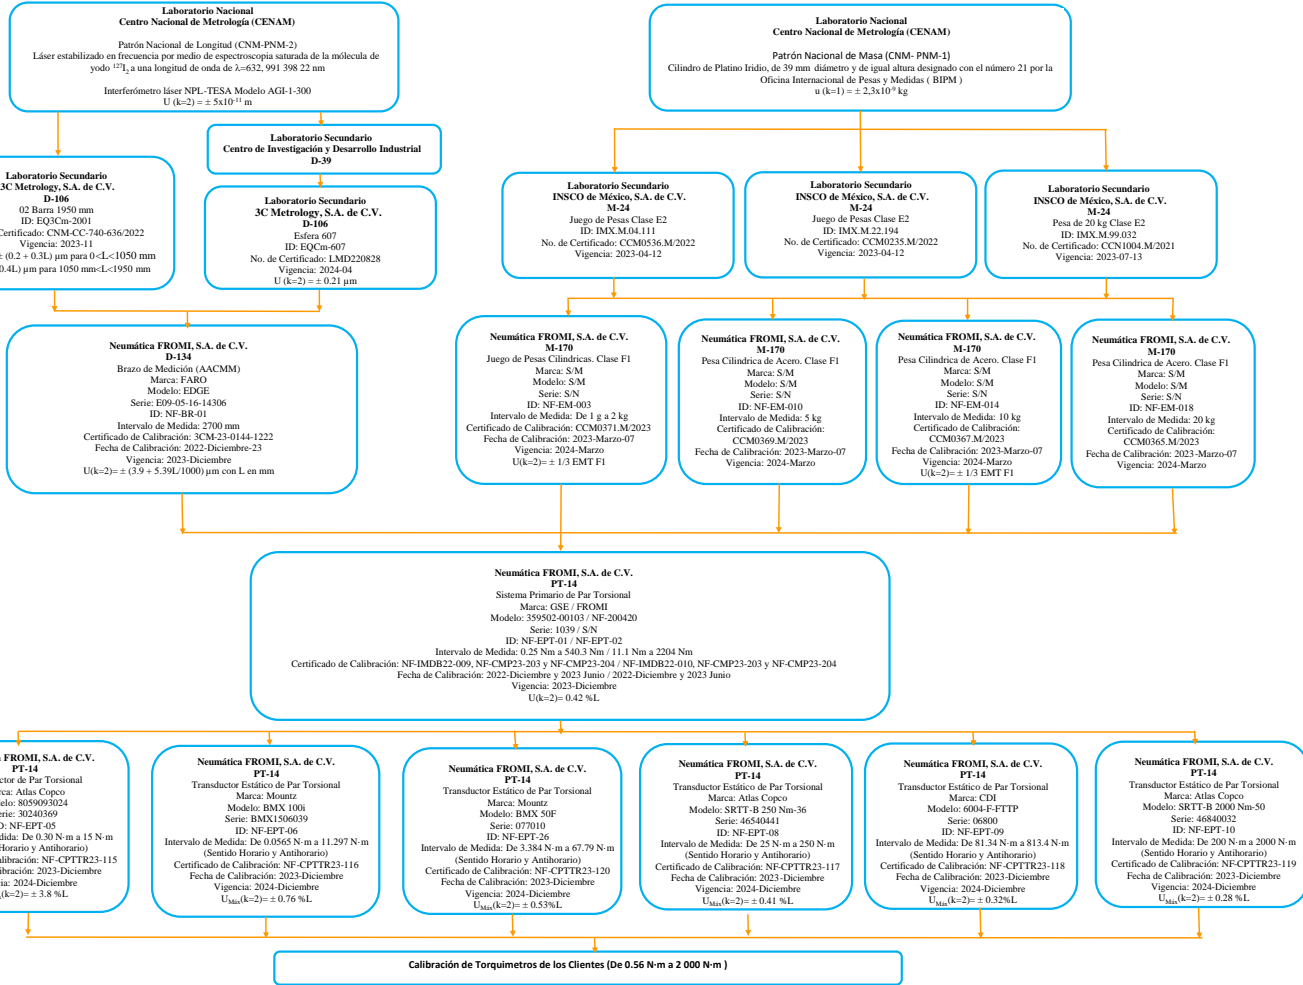 Laboratorio Nacional
Centro Nacional de Metrología (CENAM)
Patrón Nacional de Longitud (CNM-PNM-2)
Láser estabilizado en frecuencia por medio de espectroscopia saturada de la mólecula de
yodo ¹²⁷I₂ a una longitud de onda de λ=632, 991 398 22 nm
Interferómetro láser NPL-TESA Modelo AGI-1-300
U (k=2) = ± 5x10⁻¹¹ m
Laboratorio Nacional
Centro Nacional de Metrología (CENAM)
Patrón Nacional de Masa (CNM- PNM-1)
Cilindro de Platino Iridio, de 39 mm diámetro y de igual altura designado con el número 21 por la
Oficina Internacional de Pesas y Medidas ( BIPM )
u (k=1) = ± 2,3x10⁻⁹ kg
Laboratorio Secundario
Centro de Investigación y Desarrollo Industrial
D-39
Laboratorio Secundario
3C Metrology, S.A. de C.V.
D-106
02 Barra 1950 mm
ID: EQ3Cm-2001
Certificado: CNM-CC-740-636/2022
Vigencia: 2023-11
± (0.2 + 0.3L) µm para 0<L<1050 mm
0.4L) µm para 1050 mm<L<1950 mm
Laboratorio Secundario
3C Metrology, S.A. de C.V.
D-106
Esfera 607
ID: EQCm-607
No. de Certificado: LMD220828
Vigencia: 2024-04
U (k=2) = ± 0.21 µm
Laboratorio Secundario
INSCO de México, S.A. de C.V.
M-24
Juego de Pesas Clase E2
ID: IMX.M.04.111
No. de Certificado: CCM0536.M/2022
Vigencia: 2023-04-12
Laboratorio Secundario
INSCO de México, S.A. de C.V.
M-24
Juego de Pesas Clase E2
ID: IMX.M.22.194
No. de Certificado: CCM0235.M/2022
Vigencia: 2023-04-12
Laboratorio Secundario
INSCO de México, S.A. de C.V.
M-24
Pesa de 20 kg Clase E2
ID: IMX.M.99.032
No. de Certificado: CCN1004.M/2021
Vigencia: 2023-07-13
Neumática FROMI, S.A. de C.V.
D-134
Brazo de Medición (AACMM)
Marca: FARO
Modelo: EDGE
Serie: E09-05-16-14306
ID: NF-BR-01
Intervalo de Medida: 2700 mm
Certificado de Calibración: 3CM-23-0144-1222
Fecha de Calibración: 2022-Diciembre-23
Vigencia: 2023-Diciembre
U(k=2)= ± (3.9 + 5.39L/1000) µm con L en mm
Neumática FROMI, S.A. de C.V.
M-170
Juego de Pesas Cilindricas. Clase F1
Marca: S/M
Modelo: S/M
Serie: S/N
ID: NF-EM-003
Intervalo de Medida: De 1 g a 2 kg
Certificado de Calibración: CCM0371.M/2023
Fecha de Calibración: 2023-Marzo-07
Vigencia: 2024-Marzo
U(k=2)= ± 1/3 EMT F1
Neumática FROMI, S.A. de C.V.
M-170
Pesa Cilindrica de Acero. Clase F1
Marca: S/M
Modelo: S/M
Serie: S/N
ID: NF-EM-010
Intervalo de Medida: 5 kg
Certificado de Calibración:
CCM0369.M/2023
Fecha de Calibración: 2023-Marzo-07
Vigencia: 2024-Marzo
Neumática FROMI, S.A. de C.V.
M-170
Pesa Cilindrica de Acero. Clase F1
Marca: S/M
Modelo: S/M
Serie: S/N
ID: NF-EM-014
Intervalo de Medida: 10 kg
Certificado de Calibración:
CCM0367.M/2023
Fecha de Calibración: 2023-Marzo-07
Vigencia: 2024-Marzo
U(k=2)= ± 1/3 EMT F1
Neumática FROMI, S.A. de C.V.
M-170
Pesa Cilindrica de Acero. Clase F1
Marca: S/M
Modelo: S/M
Serie: S/N
ID: NF-EM-018
Intervalo de Medida: 20 kg
Certificado de Calibración:
CCM0365.M/2023
Fecha de Calibración: 2023-Marzo-07
Vigencia: 2024-Marzo
Neumática FROMI, S.A. de C.V.
PT-14
Sistema Primario de Par Torsional
Marca: GSE / FROMI
Modelo: 359502-00103 / NF-200420
Serie: 1039 / S/N
ID: NF-EPT-01 / NF-EPT-02
Intervalo de Medida: 0.25 Nm a 540.3 Nm / 11.1 Nm a 2204 Nm
Certificado de Calibración: NF-IMDB22-009, NF-CMP23-203 y NF-CMP23-204 / NF-IMDB22-010, NF-CMP23-203 y NF-CMP23-204
Fecha de Calibración: 2022-Diciembre y 2023 Junio / 2022-Diciembre y 2023 Junio
Vigencia: 2023-Diciembre
U(k=2)= 0.42 %L
FROMI, S.A. de C.V.
PT-14
ctor de Par Torsional
rca: Atlas Copco
elo: 8059093024
erie: 30240369
D: NF-EPT-05
dida: De 0.30 N·m a 15 N·m
Horario y Antihorario)
alibración: NF-CPTTR23-115
ibración: 2023-Diciembre
cia: 2024-Diciembre
(k=2)= ± 3.8 %L
Neumática FROMI, S.A. de C.V.
PT-14
Transductor Estático de Par Torsional
Marca: Mountz
Modelo: BMX 100i
Serie: BMX1506039
ID: NF-EPT-06
Intervalo de Medida: De 0.0565 N·m a 11.297 N·m
(Sentido Horario y Antihorario)
Certificado de Calibración: NF-CPTTR23-116
Fecha de Calibración: 2023-Diciembre
Vigencia: 2024-Diciembre
U Máx(k=2)= ± 0.76 %L
Neumática FROMI, S.A. de C.V.
PT-14
Transductor Estático de Par Torsional
Marca: Mountz
Modelo: BMX 50F
Serie: 077010
ID: NF-EPT-26
Intervalo de Medida: De 3.384 N·m a 67.79 N·m
(Sentido Horario y Antihorario)
Certificado de Calibración: NF-CPTTR23-120
Fecha de Calibración: 2023-Diciembre
Vigencia: 2024-Diciembre
U Máx(k=2)= ± 0.53%L
Neumática FROMI, S.A. de C.V.
PT-14
Transductor Estático de Par Torsional
Marca: Atlas Copco
Modelo: SRTT-B 250 Nm-36
Serie: 46540441
ID: NF-EPT-08
Intervalo de Medida: De 25 N·m a 250 N·m
(Sentido Horario y Antihorario)
Certificado de Calibración: NF-CPTTR23-117
Fecha de Calibración: 2023-Diciembre
Vigencia: 2024-Diciembre
U Máx(k=2)= ± 0.41 %L
Neumática FROMI, S.A. de C.V.
PT-14
Transductor Estático de Par Torsional
Marca: CDI
Modelo: 6004-F-FTTP
Serie: 06800
ID: NF-EPT-09
Intervalo de Medida: De 81.34 N·m a 813.4 N·m
(Sentido Horario y Antihorario)
Certificado de Calibración: NF-CPTTR23-118
Fecha de Calibración: 2023-Diciembre
Vigencia: 2024-Diciembre
U Máx(k=2)= ± 0.32%L
Neumática FROMI, S.A. de C.V.
PT-14
Transductor Estático de Par Torsional
Marca: Atlas Copco
Modelo: SRTT-B 2000 Nm-50
Serie: 46840032
ID: NF-EPT-10
Intervalo de Medida: De 200 N·m a 2000 N·m
(Sentido Horario y Antihorario)
Certificado de Calibración: NF-CPTTR23-119
Fecha de Calibración: 2023-Diciembre
Vigencia: 2024-Diciembre
U Máx(k=2)= ± 0.28 %L
Calibración de Torquimetros de los Clientes (De 0.56 N·m a 2 000 N·m )